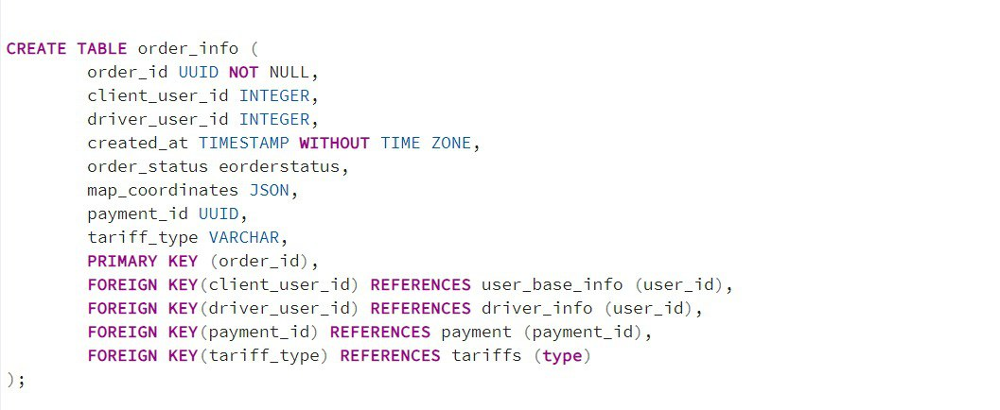 CREATE TABLE order_info (
        order_id UUID NOT NULL,
        client_user_id INTEGER,
        driver_user_id INTEGER,
        created_at TIMESTAMP WITHOUT TIME ZONE,
        order_status eorderstatus,
        map_coordinates JSON,
        payment_id UUID,
        tariff_type VARCHAR,
        PRIMARY KEY (order_id),
        FOREIGN KEY(client_user_id) REFERENCES user_base_info (user_id),
        FOREIGN KEY(driver_user_id) REFERENCES driver_info (user_id),
        FOREIGN KEY(payment_id) REFERENCES payment (payment_id),
        FOREIGN KEY(tariff_type) REFERENCES tariffs (type)
);